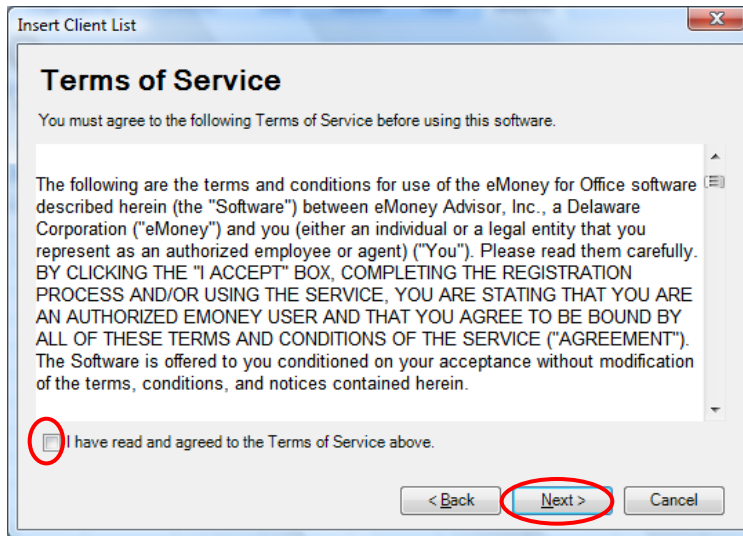 Insert Client List
Terms of Service
You must agree to the following Terms of Service before using this software.
The following are the terms and conditions for use of the eMoney for Office software
described herein (the "Software") between eMoney Advisor, Inc., a Delaware
Corporation ("eMoney") and you (either an individual or a legal entity that you
represent as an authorized employee or agent) ("You"). Please read them carefully.
BY CLICKING THE "I ACCEPT" BOX, COMPLETING THE REGISTRATION
PROCESS AND/OR USING THE SERVICE, YOU ARE STATING THAT YOU ARE
AN AUTHORIZED EMONEY USER AND THAT YOU AGREE TO BE BOUND BY
ALL OF THESE TERMS AND CONDITIONS OF THE SERVICE ("AGREEMENT").
The Software is offered to you conditioned on your acceptance without modification
of the terms, conditions, and notices contained herein.
I have read and agreed to the Terms of Service above.
< Back Next > Cancel